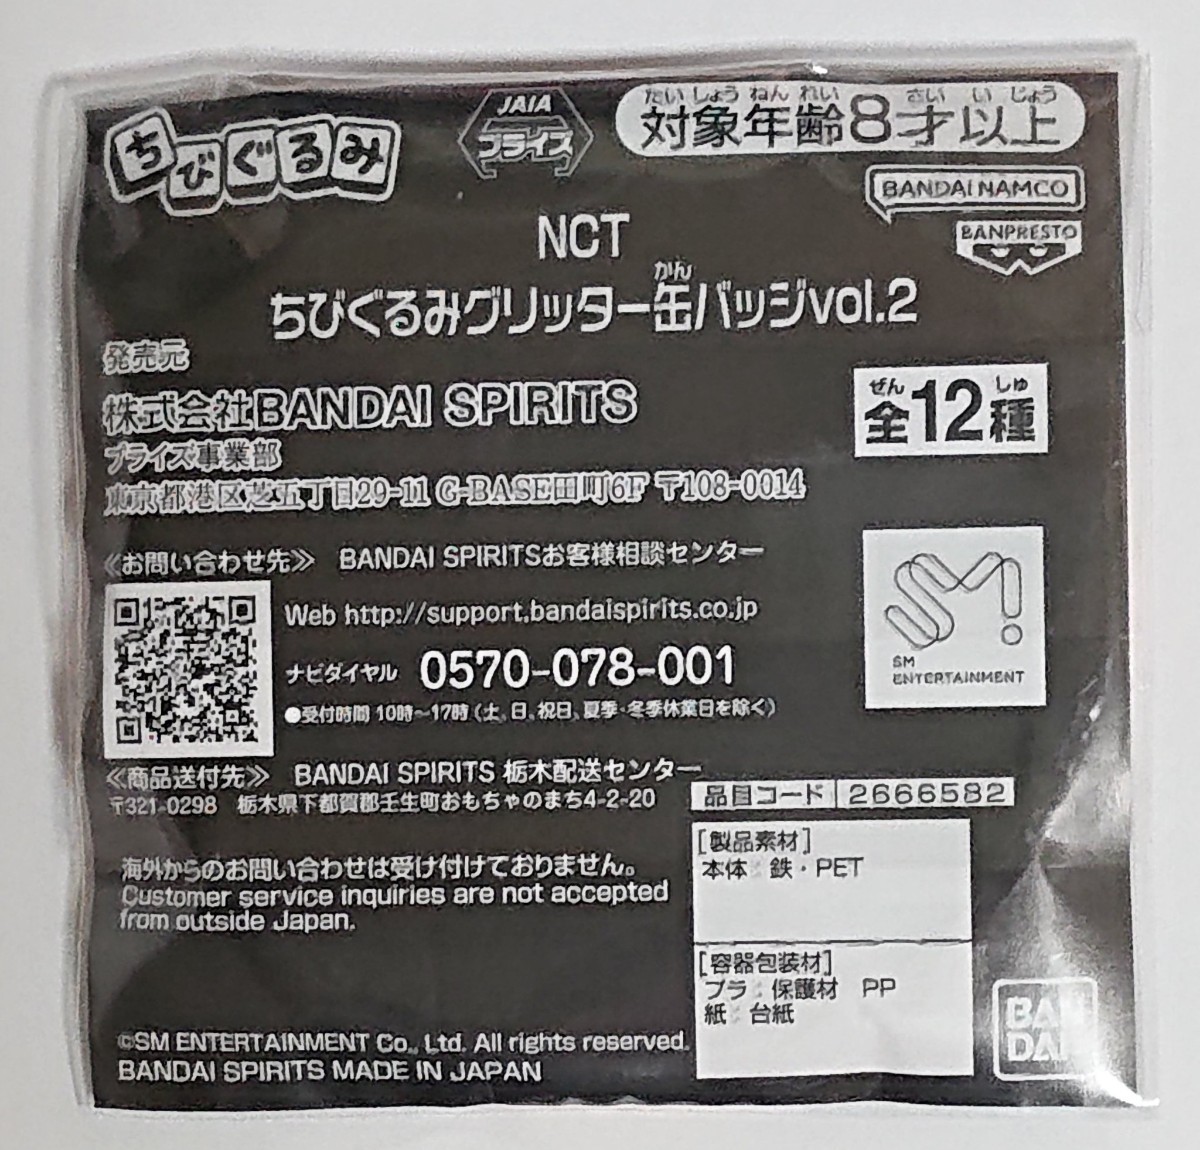 ちびぐるみ
JAIA
プライズ
たいしょうねんれい さい いじょう
対象年齢8才以上
BANDAI NAMCO
BANPRESTO
NCT
かん
ちびぐるみグリッター缶バッジvol.2
発売元
株式会社BANDAI SPIRITS
プライズ事業部
東京都港区芝五丁目29-11 G-BASE田町6F 〒108-0014
ぜん しゅ
全12種
≪お問い合わせ先≫ BANDAI SPIRITSお客様相談センター
Web http://support.bandaispirits.co.jp
ナビダイヤル 0570-078-001
●受付時間 10時~17時 (土、日、祝日、夏季・冬季休業日を除く)
SM
ENTERTAINMENT
≪商品送付先≫ BANDAI SPIRITS 栃木配送センター
〒321-0298 栃木県下都賀郡壬生町おもちゃのまち4-2-20
品目コード 2666582
[製品素材]
本体:鉄・PET
海外からのお問い合わせは受け付けておりません。
Customer service inquiries are not accepted
from outside Japan.
[容器包装材]
プラ:保護材 PP
紙:台紙
©SM ENTERTAINMENT Co., Ltd. All rights reserved.
BANDAI SPIRITS MADE IN JAPAN
BAN
DAI